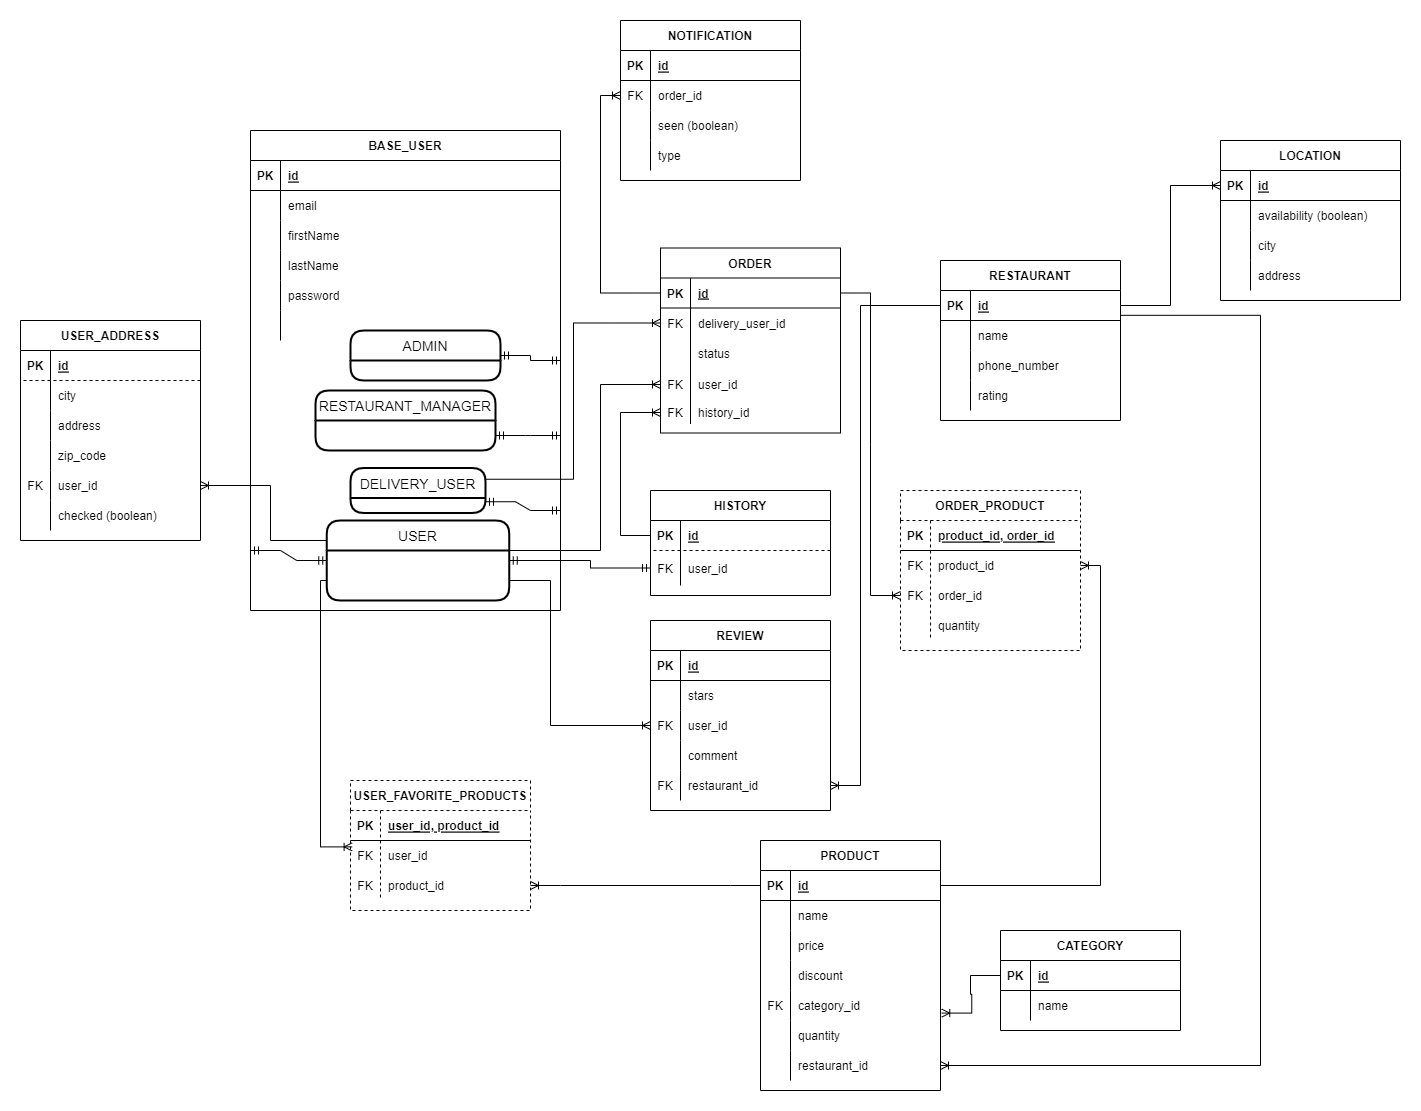 NOTIFICATION
PK id
FK order_id
seen (boolean)
type
BASE_USER
PK id
email
firstName
lastName
password
ADMIN
RESTAURANT_MANAGER
DELIVERY_USER
USER
LOCATION
PK id
availability (boolean)
city
address
ORDER
PK id
FK delivery_user_id
status
FK user_id
FK history_id
RESTAURANT
PK id
name
phone_number
rating
USER_ADDRESS
PK id
city
address
zip_code
FK user_id
checked (boolean)
HISTORY
PK id
FK user_id
ORDER_PRODUCT
PK product_id, order_id
FK product_id
FK order_id
quantity
REVIEW
PK id
stars
FK user_id
comment
FK restaurant_id
USER_FAVORITE_PRODUCTS
PK user_id, product_id
FK user_id
FK product_id
PRODUCT
PK id
name
price
discount
FK category_id
quantity
restaurant_id
CATEGORY
PK id
name